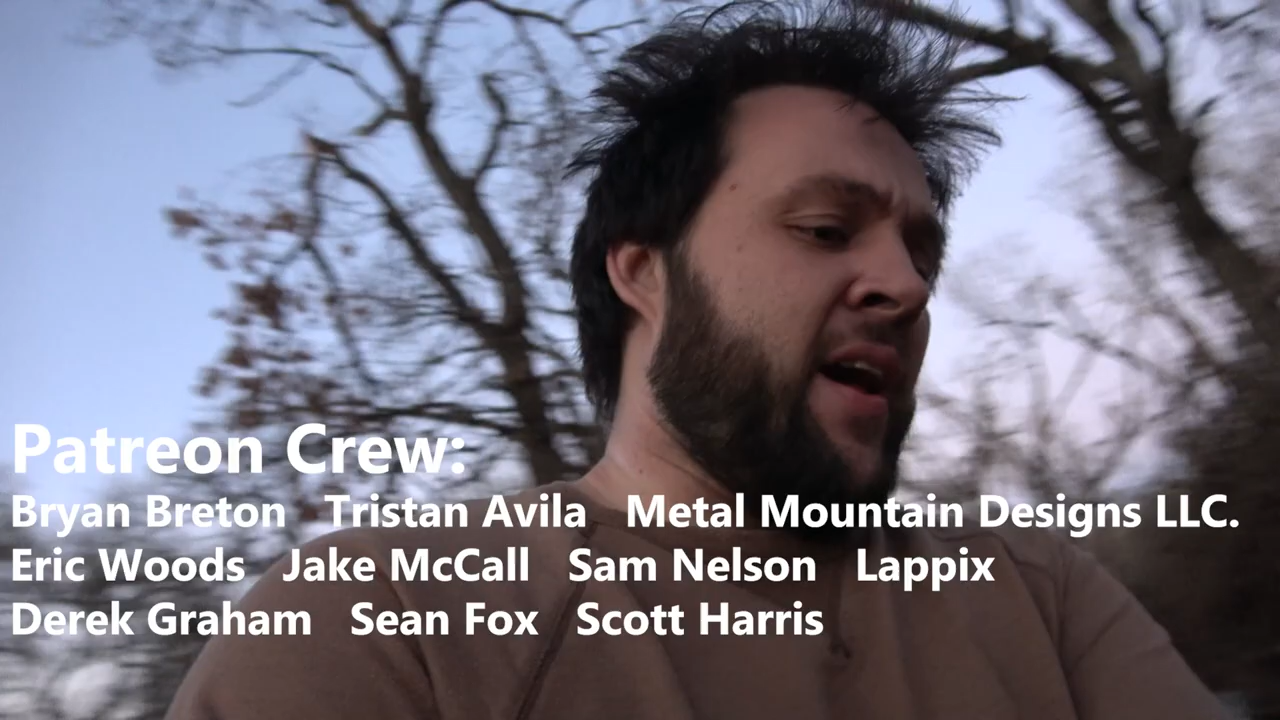 Patreon Crew:
Bryan Breton Tristan Avila Metal Mountain Designs LLC.
Eric Woods Jake McCall Sam Nelson Lappix
Derek Graham Sean Fox Scott Harris